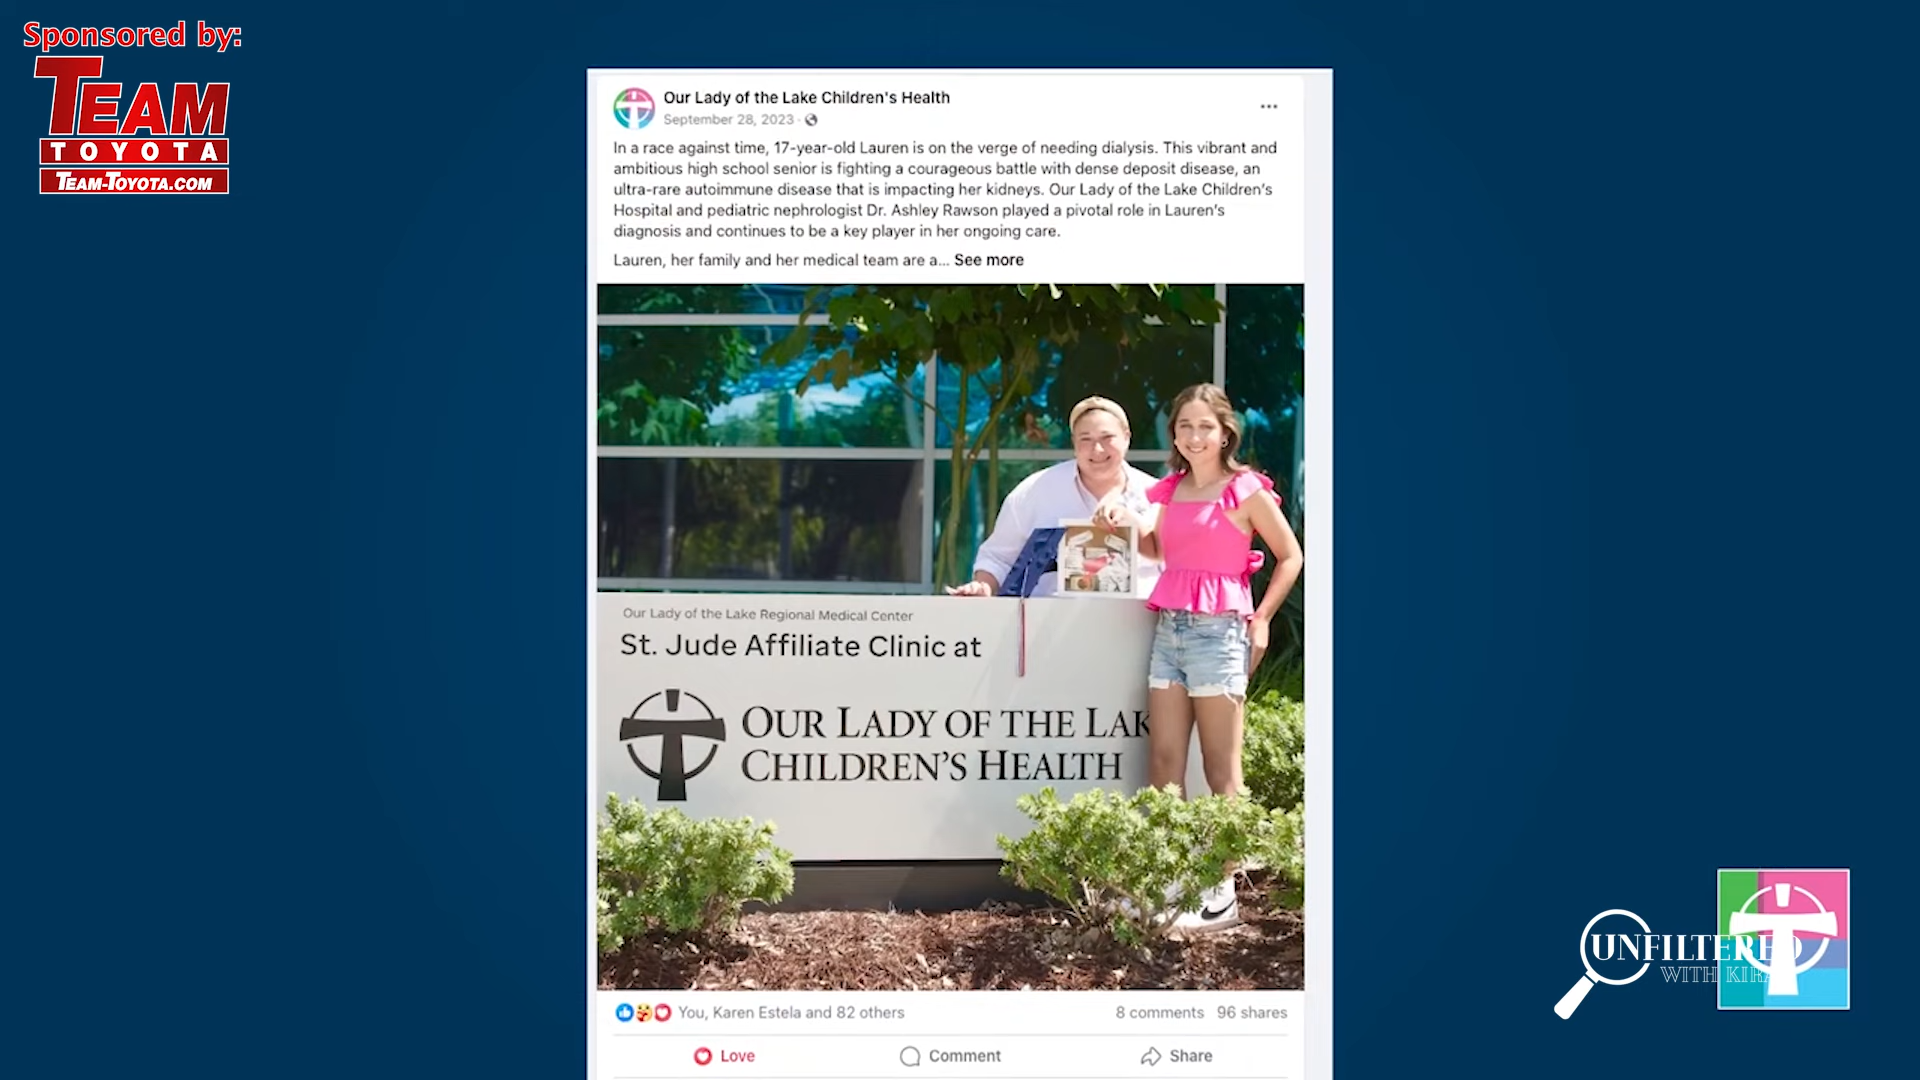 Sponsored by:
TEAM
TOYOTA
TEAM-TOYOTA.COM
Our Lady of the Lake Children's Health
September 28, 2023 ·
In a race against time, 17-year-old Lauren is on the verge of needing dialysis. This vibrant and
ambitious high school senior is fighting a courageous battle with dense deposit disease, an
ultra-rare autoimmune disease that is impacting her kidneys. Our Lady of the Lake Children's
Hospital and pediatric nephrologist Dr. Ashley Rawson played a pivotal role in Lauren's
diagnosis and continues to be a key player in her ongoing care.
Lauren, her family and her medical team are a... See more
Our Lady of the Lake Regional Medical Center
St. Jude Affiliate Clinic at
OUR LADY OF THE LAK
CHILDREN'S HEALTH
You, Karen Estela and 82 others
8 comments 96 shares
Love
Comment
Share
UNFILTERED
WITH